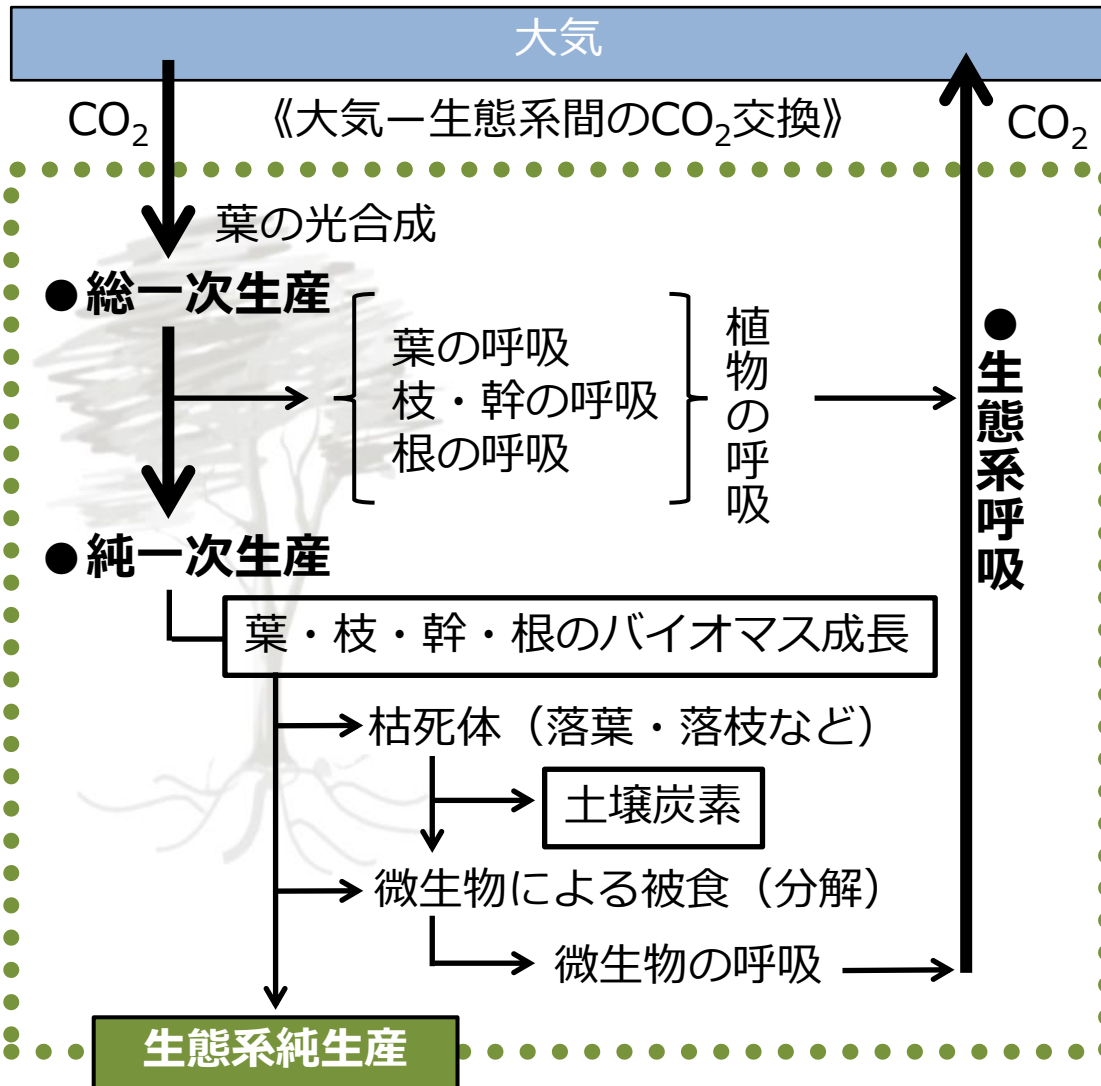 大気
CO₂
《大気ー生態系間のCO₂交換》
CO₂
葉の光合成
●総一次生産
葉の呼吸
枝・幹の呼吸
根の呼吸
植物の呼吸
●生態系呼吸
●純一次生産
葉・枝・幹・根のバイオマス成長
枯死体（落葉・落枝など）
土壌炭素
微生物による被食（分解）
微生物の呼吸
生態系純生産